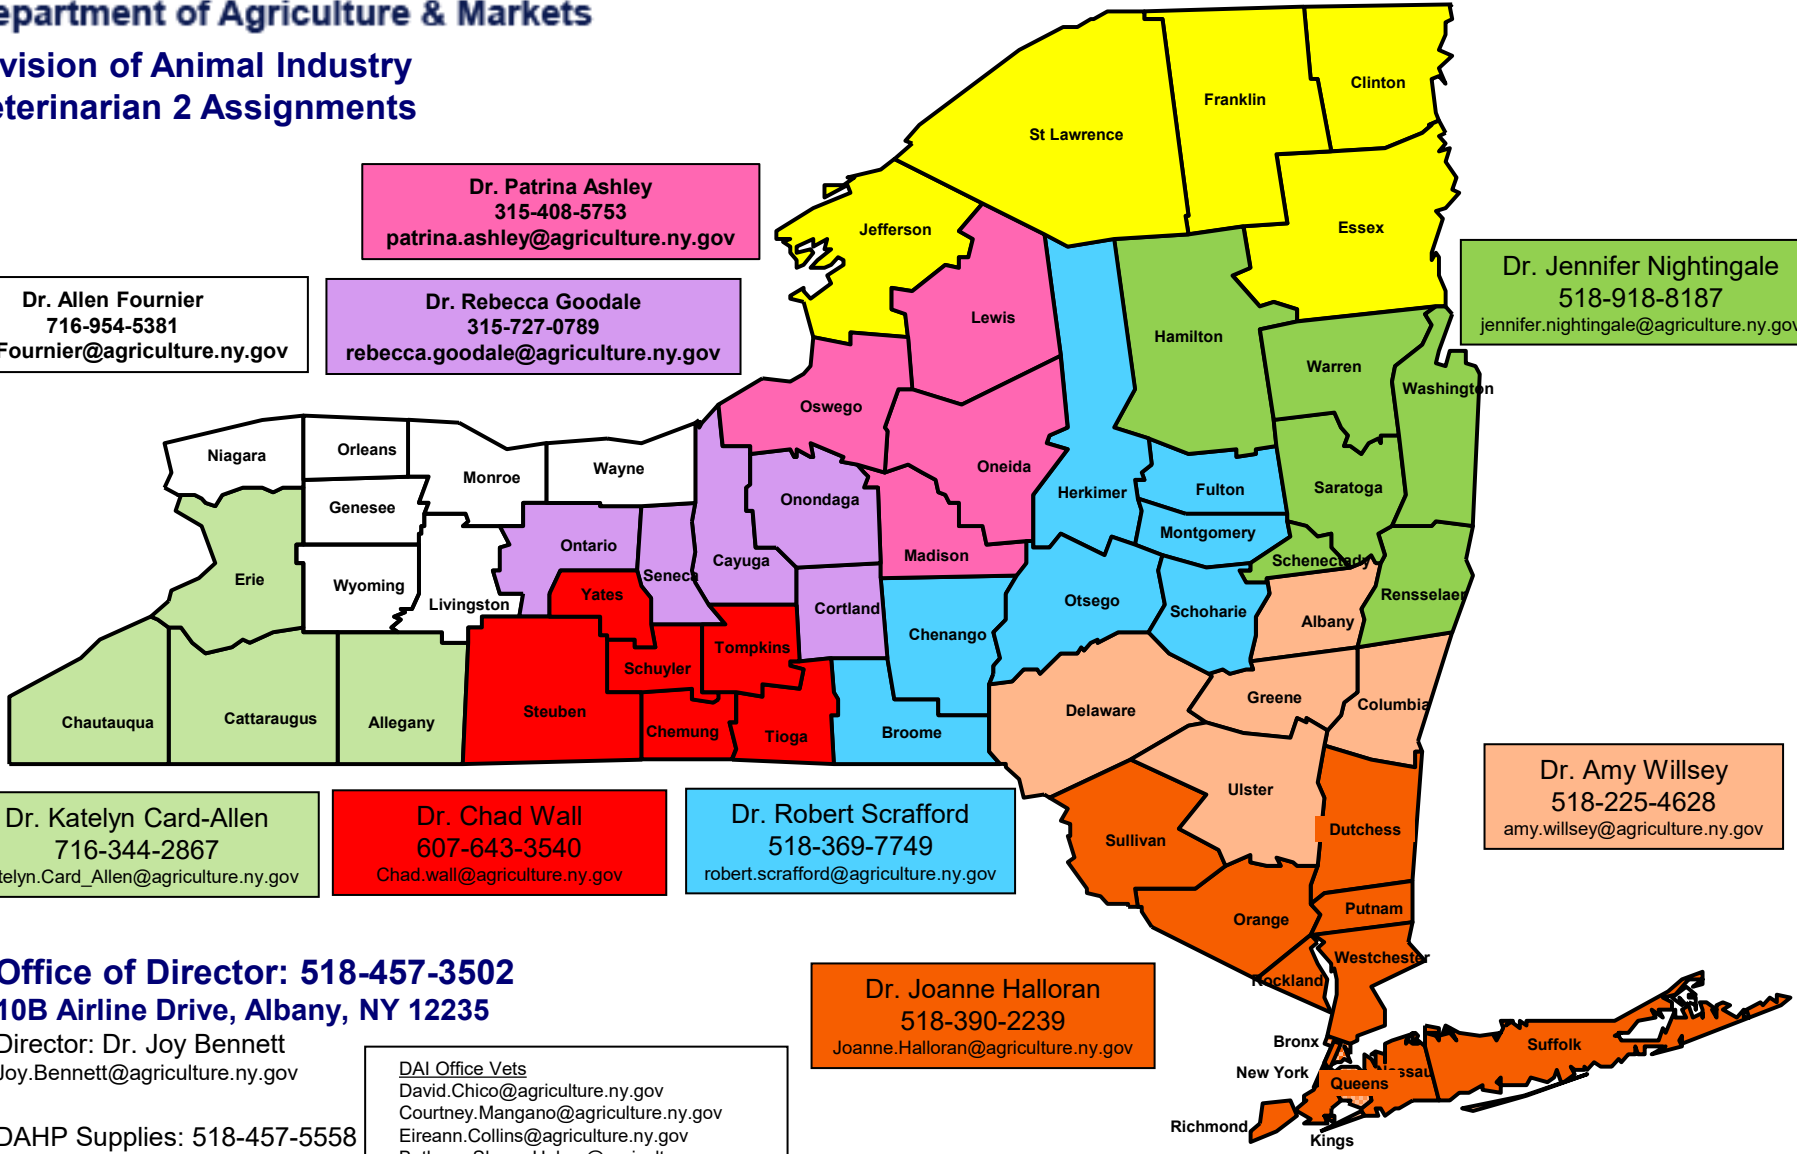 epartment of Agriculture & Markets
vision of Animal Industry
eterinarian 2 Assignments
Dr. Patrina Ashley
315-408-5753
patrina.ashley@agriculture.ny.gov
Dr. Allen Fournier
716-954-5381
Fournier@agriculture.ny.gov
Dr. Rebecca Goodale
315-727-0789
rebecca.goodale@agriculture.ny.gov
Dr. Jennifer Nightingale
518-918-8187
jennifer.nightingale@agriculture.ny.gov
Clinton
Franklin
St Lawrence
Essex
Jefferson
Lewis
Hamilton
Warren
Washington
Oswego
Oneida
Herkimer
Fulton
Saratoga
Montgomery
Schenectady
Rensselaer
Niagara
Orleans
Monroe
Wayne
Genesee
Onondaga
Ontario
Seneca
Cayuga
Madison
Erie
Wyoming
Livingston
Yates
Cortland
Chenango
Otsego
Schoharie
Albany
Tompkins
Schuyler
Chautauqua
Cattaraugus
Allegany
Steuben
Chemung
Tioga
Broome
Delaware
Greene
Columbia
Ulster
Sullivan
Dutchess
Orange
Putnam
Westchester
Rockland
Bronx
New York
Queens
Nassau
Suffolk
Richmond
Kings
Dr. Amy Willsey
518-225-4628
amy.willsey@agriculture.ny.gov
Dr. Katelyn Card-Allen
716-344-2867
telyn.Card_Allen@agriculture.ny.gov
Dr. Chad Wall
607-643-3540
Chad.wall@agriculture.ny.gov
Dr. Robert Scrafford
518-369-7749
robert.scrafford@agriculture.ny.gov
Dr. Joanne Halloran
518-390-2239
Joanne.Halloran@agriculture.ny.gov
Office of Director: 518-457-3502
10B Airline Drive, Albany, NY 12235
Director: Dr. Joy Bennett
Joy.Bennett@agriculture.ny.gov
DAHP Supplies: 518-457-5558
DAI Office Vets
David.Chico@agriculture.ny.gov
Courtney.Mangano@agriculture.ny.gov
Eireann.Collins@agriculture.ny.gov